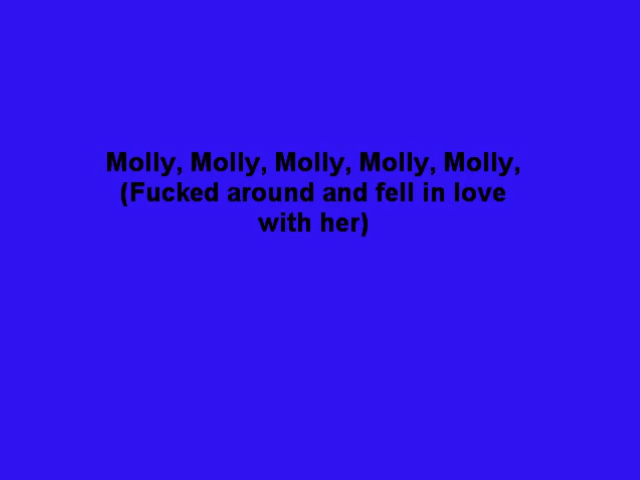 Molly, Molly, Molly, Molly, Molly,
(Fucked around and fell in love
with her)